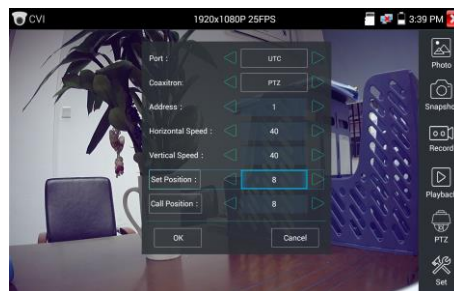 CVI 1920x1080P 25FPS 3:39 PM
Port : UTC
Coaxitron: PTZ
Address : 1
Horizontal Speed : 40
Vertical Speed : 40
Set Position : 8
Call Position : 8
OK Cancel
Photo
Snapsho
Record
Playback
PTZ
Set